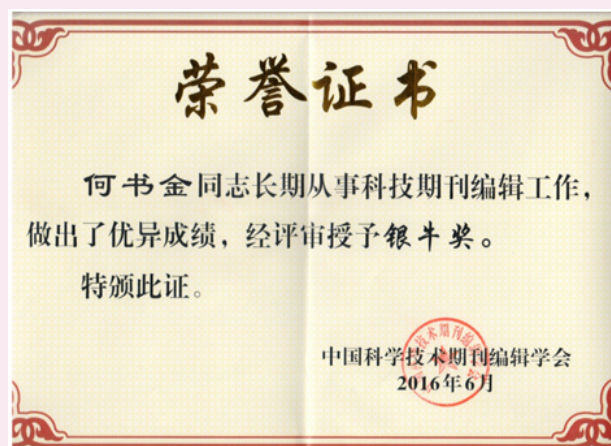 荣誉证书
何书金同志长期从事科技期刊编辑工作，
做出了优异成绩，经评审授予银牛奖。
特颁此证。
中国科学技术期刊编辑学会
2016年6月